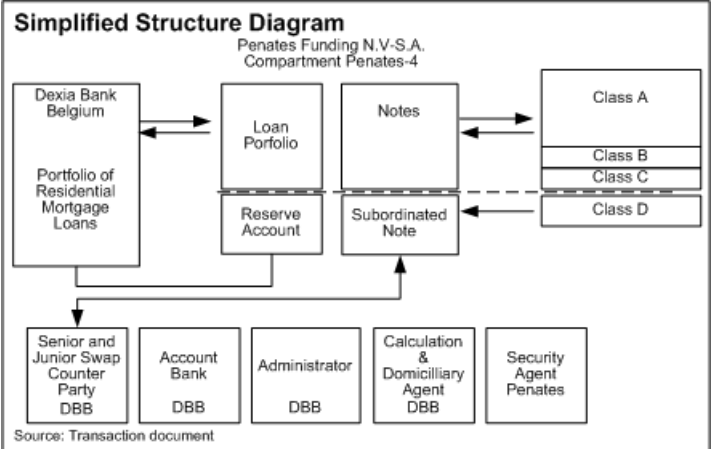 Simplified Structure Diagram
Penates Funding N.V-S.A.
Compartment Penates-4
Dexia Bank
Belgium
Portfolio of
Residential
Mortgage
Loans
Loan
Porfolio
Notes
Class A
Class B
Class C
Reserve
Account
Subordinated
Note
Class D
Senior and
Junior Swap
Counter
Party
DBB
Account
Bank
DBB
Administrator
DBB
Calculation
&
Domicilliary
Agent
DBB
Security
Agent
Penates
Source: Transaction document